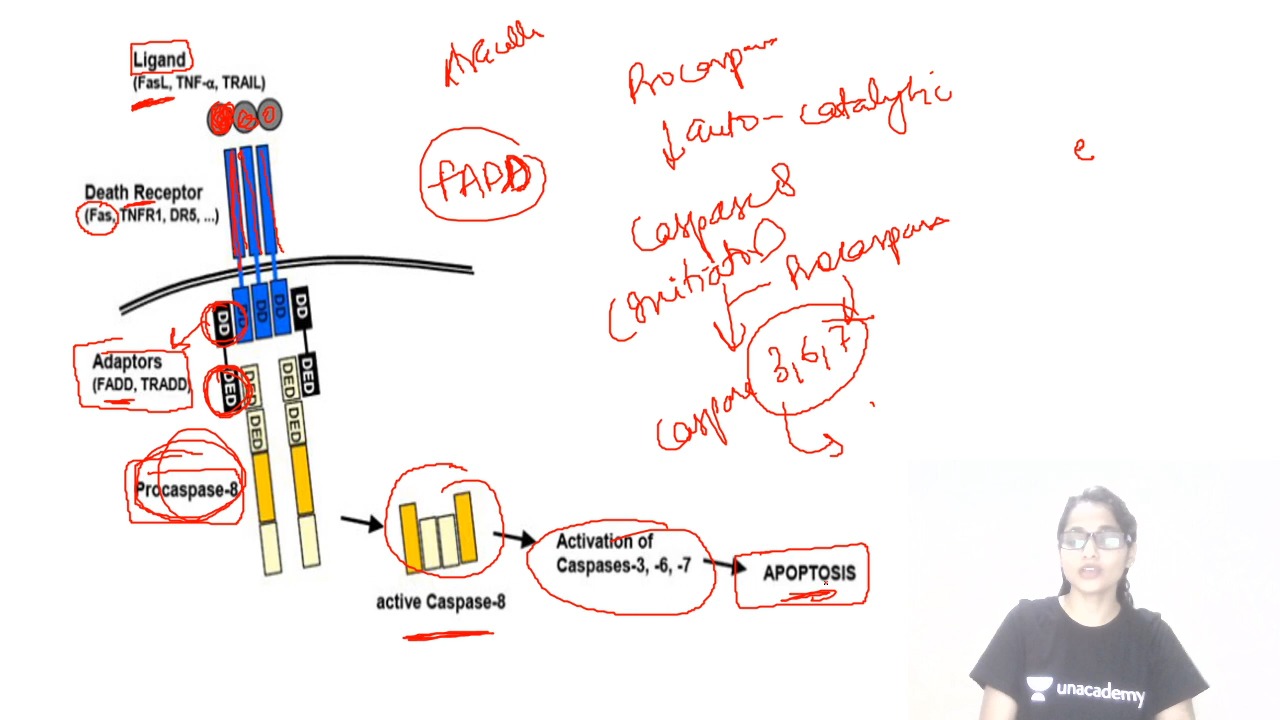 Ligand
(FasL, TNF-α, TRAIL)
Death Receptor
(Fas, TNFR1, DR5, ...)
DD
DD
DD
DD
DD
Adaptors
(FADD, TRADD)
DED
DED
DED
DED
DED
DED
Procaspase-8
active Caspase-8
Activation of
Caspases-3, -6, -7
APOPTOSIS
FADD
Procaspase
auto-catalytic
Caspase 8
(Initiator)
Procaspase
Caspase 3, 6, 7
e
unacademy